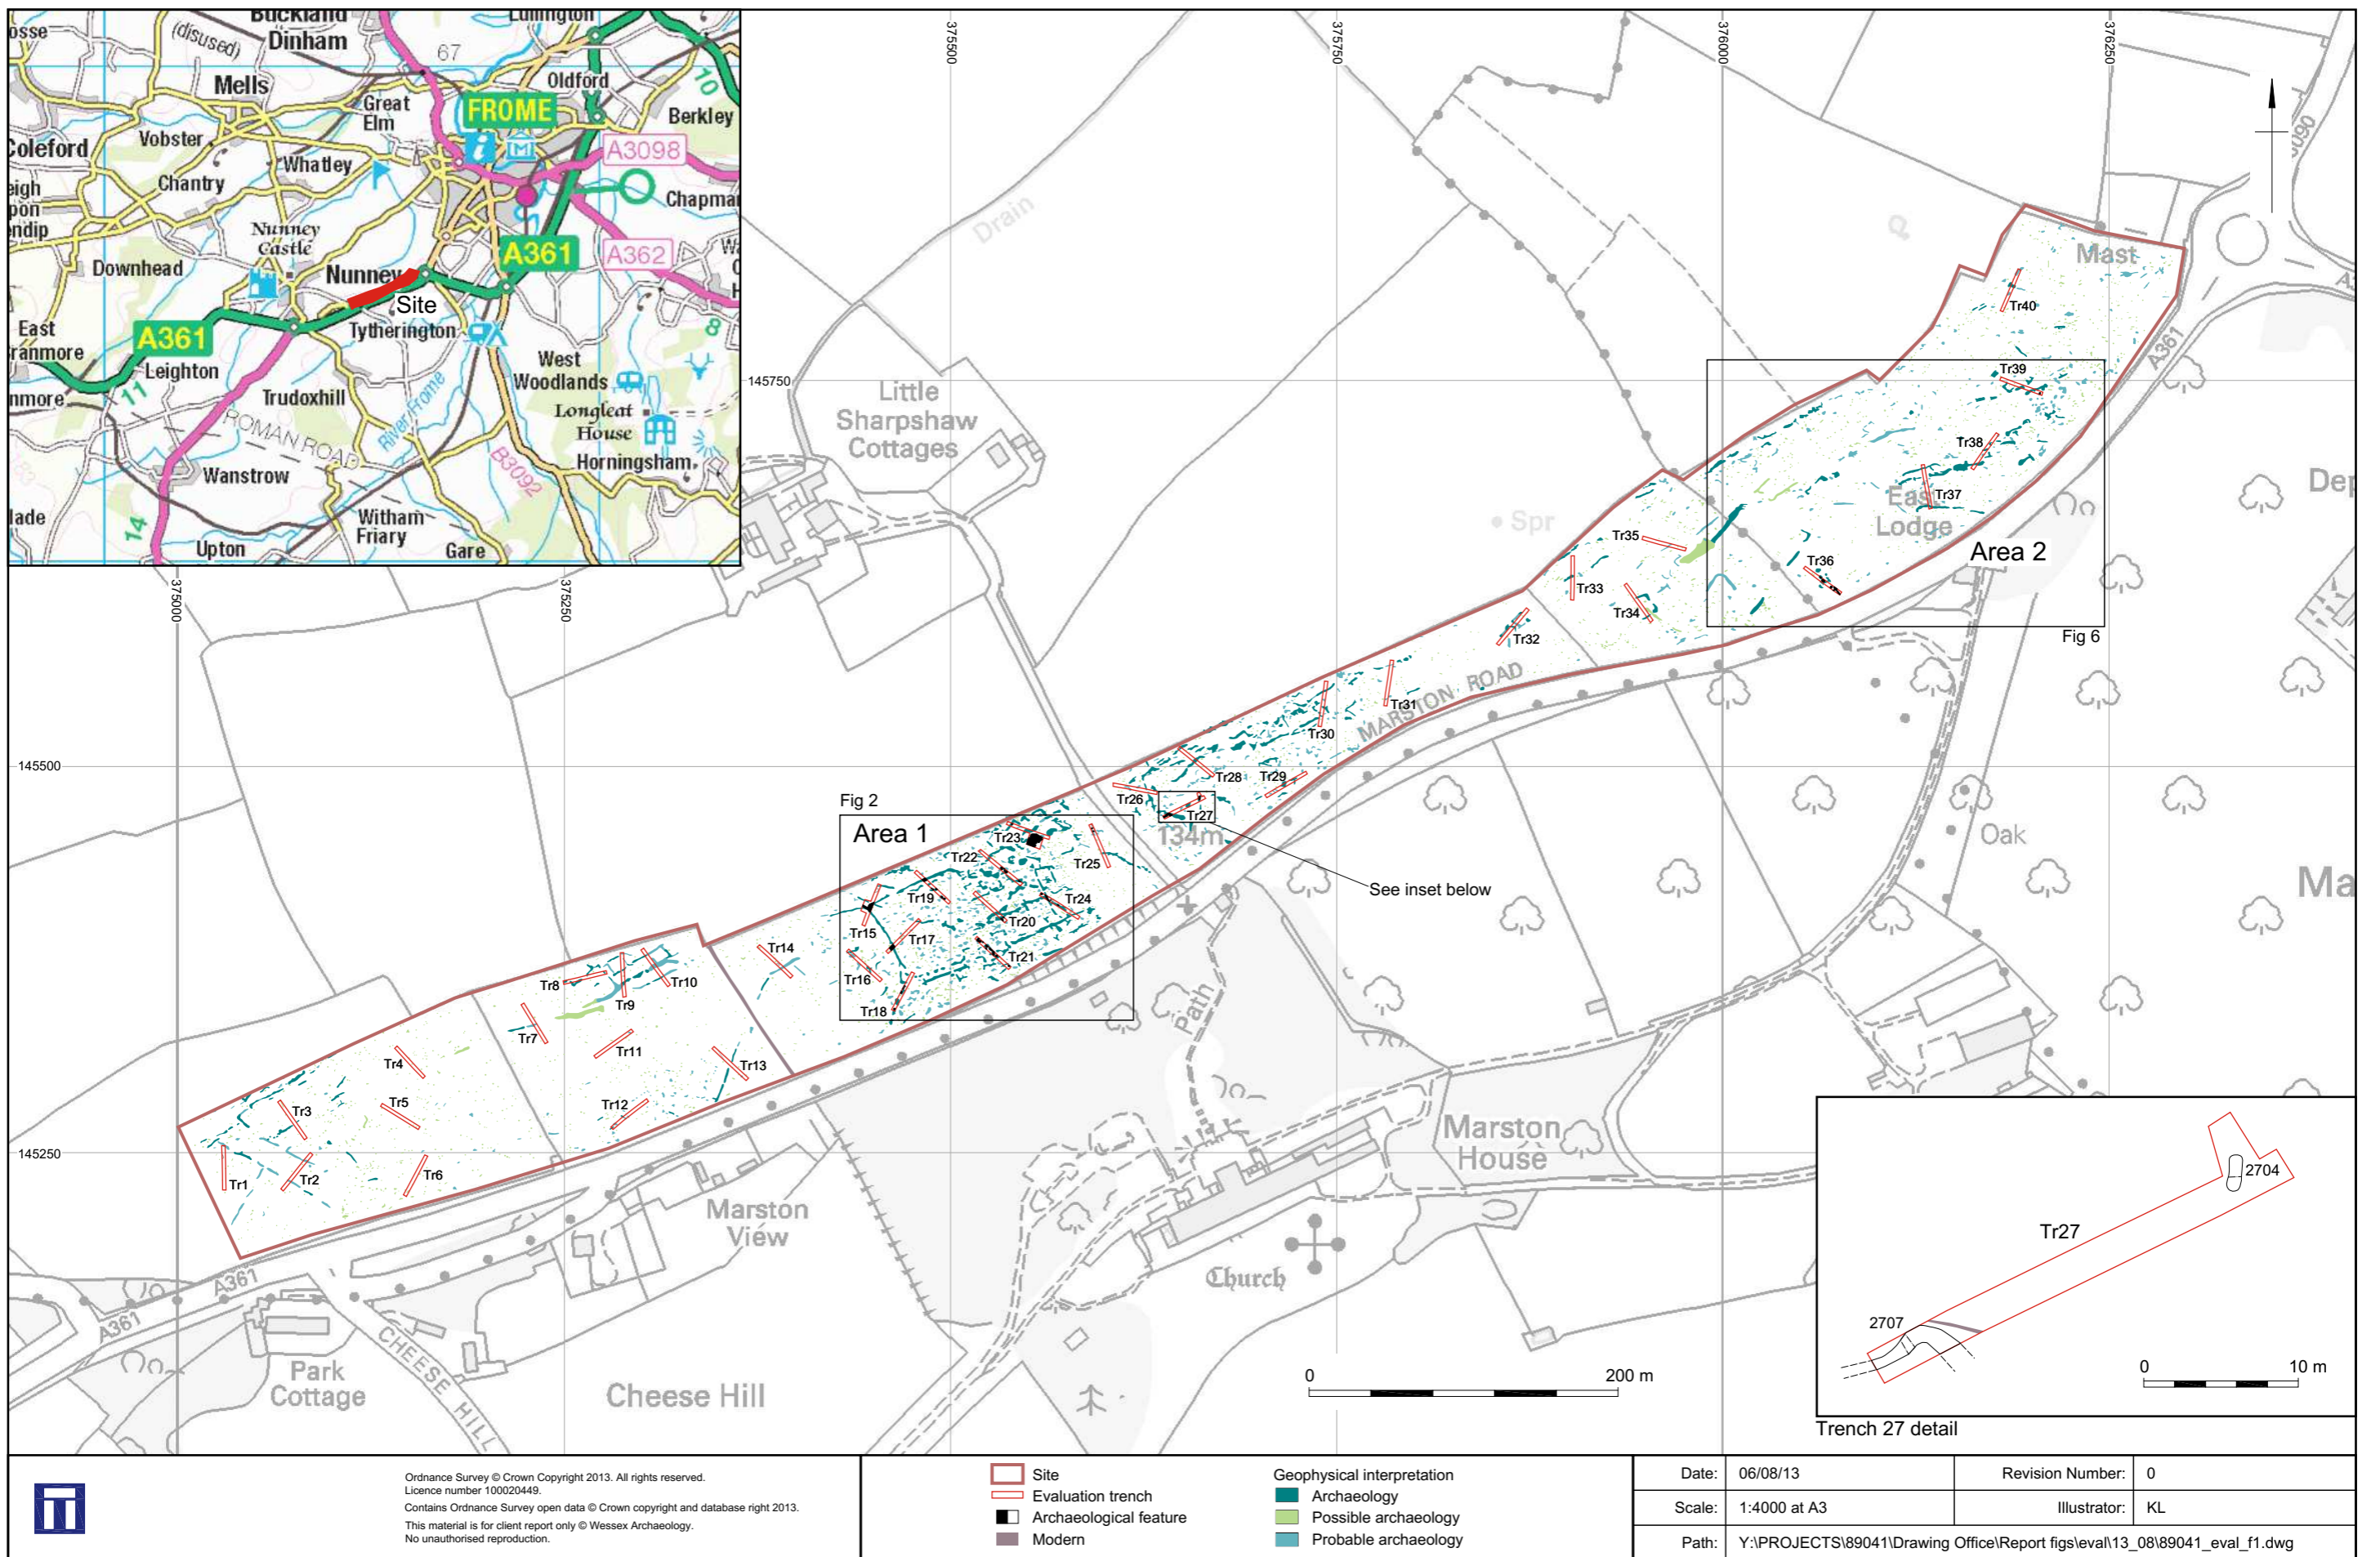 Buckland
Dinham
Lullington
(disused)
67
Mells
Great
Elm
Oldford
FROME
Berkley
10
Vobster
Coleford
Whatley
A3098
Chantry
Nunney
Castle
A361
A362
Downhead
Nunney
Site
East
A361
Tytherington
8
Leighton
11
West
Woodlands
Trudoxhill
River Frome
Longleat
House
ROMAN ROAD
Wanstrow
B3092
Horningsham
14
Witham
Friary
Upton
Gare
375500
375750
376000
376250
375000
375250
145750
145500
145250
Drain
Little
Sharpshaw
Cottages
Spr
Mast
A361
East
Lodge
Area 2
Fig 6
Tr40
Tr39
Tr38
Tr37
Tr36
Tr35
Tr33
Tr34
Tr32
Tr31
Tr30
MARSTON ROAD
Tr28
Tr29
Tr26
Tr27
134m
See inset below
Fig 2
Area 1
Tr23
Tr22
Tr25
Tr19
Tr24
Tr20
Tr15
Tr17
Tr21
Tr16
Tr18
Tr14
Tr10
Tr8
Tr9
Tr7
Tr11
Tr13
Tr12
Tr4
Tr5
Tr3
Tr6
Tr1
Tr2
Path
Oak
Marston
House
Marston
View
Church
A361
A361
Park
Cottage
CHEESE HILL
Cheese Hill
0 200 m
Tr27
2704
2707
0 10 m
Trench 27 detail
Ordnance Survey © Crown Copyright 2013. All rights reserved.
Licence number 100020449.
Contains Ordnance Survey open data © Crown copyright and database right 2013.
This material is for client report only © Wessex Archaeology.
No unauthorised reproduction.
Site
Evaluation trench
Archaeological feature
Modern
Geophysical interpretation
Archaeology
Possible archaeology
Probable archaeology
Date: 06/08/13 Revision Number: 0
Scale: 1:4000 at A3 Illustrator: KL
Path: Y:\PROJECTS\89041\Drawing Office\Report figs\eval\13_08\89041_eval_f1.dwg